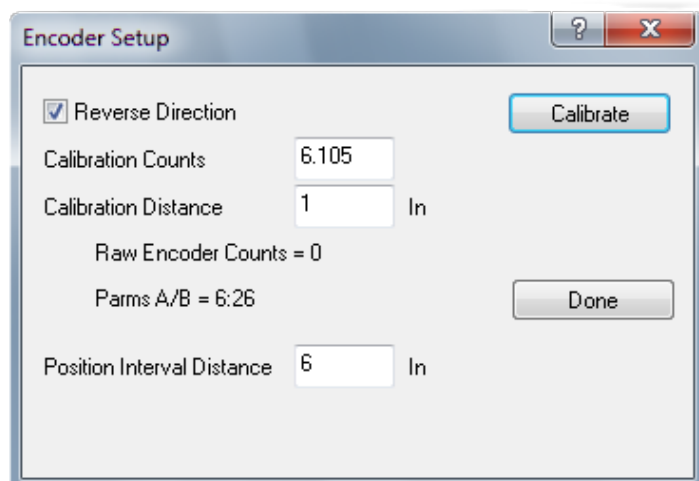 Encoder Setup
? X
Reverse Direction
Calibrate
Calibration Counts 6.105
Calibration Distance 1 In
Raw Encoder Counts = 0
Parms A/B = 6:26
Done
Position Interval Distance 6 In